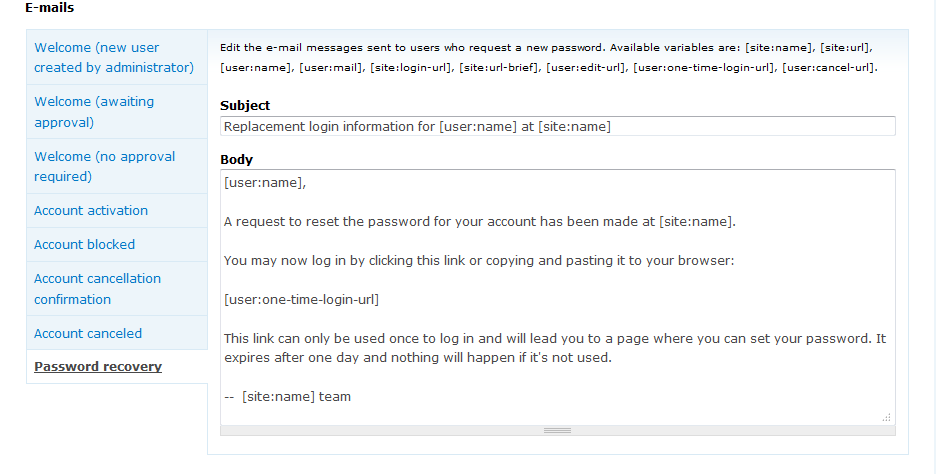 E-mails
Welcome (new user
created by administrator)
Welcome (awaiting
approval)
Welcome (no approval
required)
Account activation
Account blocked
Account cancellation
confirmation
Account canceled
Password recovery
Edit the e-mail messages sent to users who request a new password. Available variables are: [site:name], [site:url],
[user:name], [user:mail], [site:login-url], [site:url-brief], [user:edit-url], [user:one-time-login-url], [user:cancel-url].
Subject
Replacement login information for [user:name] at [site:name]
Body
[user:name],
A request to reset the password for your account has been made at [site:name].
You may now log in by clicking this link or copying and pasting it to your browser:
[user:one-time-login-url]
This link can only be used once to log in and will lead you to a page where you can set your password. It
expires after one day and nothing will happen if it's not used.
--  [site:name] team